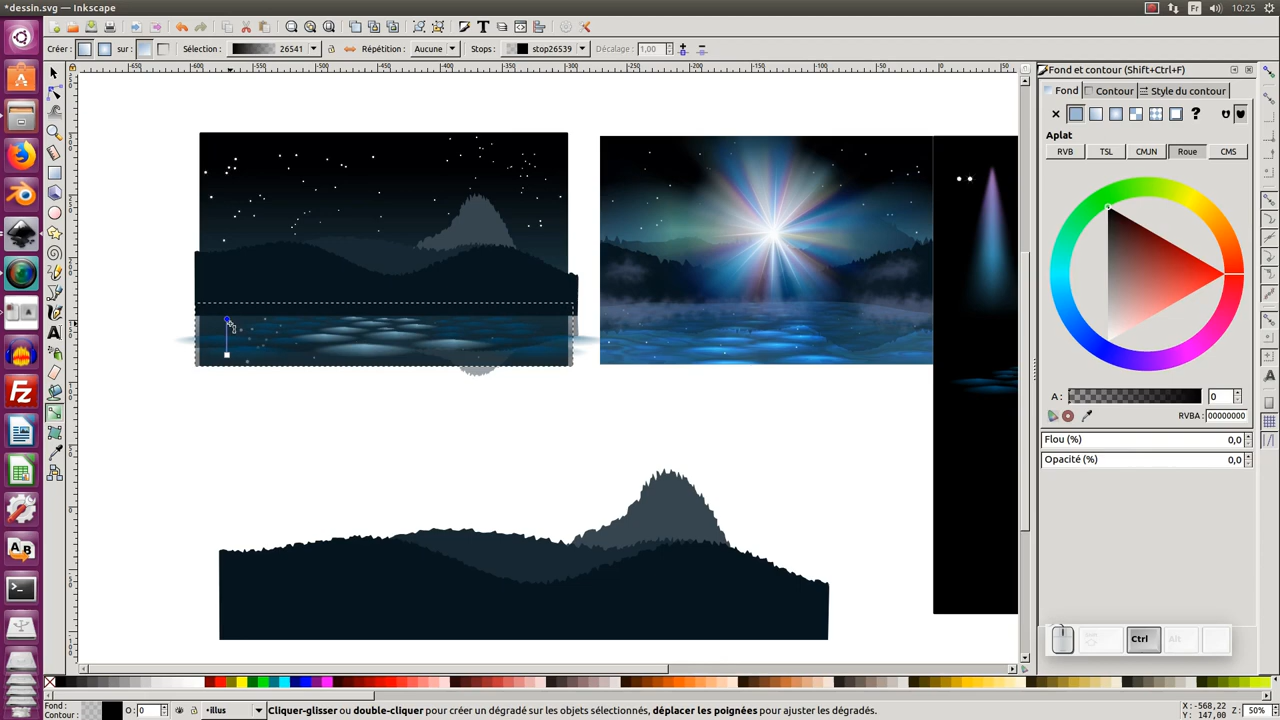 *dessin.svg - Inkscape
Fr
10:25
Créer :
sur :
Sélection :
26541
Répétition :
Aucune
Stops :
stop26539
Décalage :
1,00
Fond et contour (Shift+Ctrl+F)
Fond
Contour
Style du contour
Aplat
RVB
TSL
CMJN
Roue
CMS
A :
0
RVBA :
00000000
Flou (%)
0,0
Opacité (%)
0,0
Ctrl
Alt
Fond :
Contour :
O:
0
illus
Cliquer-glisser ou double-cliquer pour créer un dégradé sur les objets sélectionnés, déplacer les poignées pour ajuster les dégradés.
X: -568,22
Y: 147,00
Z:
50%